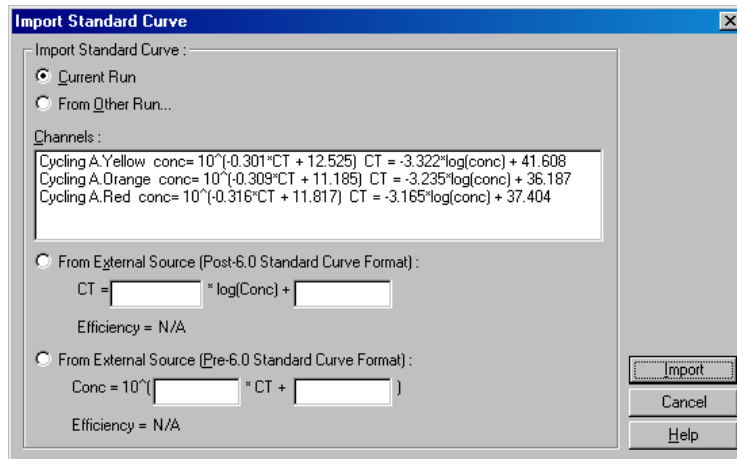 Import Standard Curve
Import Standard Curve :
Current Run
From Other Run...
Channels :
Cycling A.Yellow conc= 10^(-0.301*CT + 12.525) CT = -3.322*log(conc) + 41.608
Cycling A.Orange conc= 10^(-0.309*CT + 11.185) CT = -3.235*log(conc) + 36.187
Cycling A.Red conc= 10^(-0.316*CT + 11.817) CT = -3.165*log(conc) + 37.404
From External Source (Post-6.0 Standard Curve Format) :
CT = * log(Conc) +
Efficiency = N/A
From External Source (Pre-6.0 Standard Curve Format) :
Conc = 10^( * CT + )
Efficiency = N/A
Import
Cancel
Help